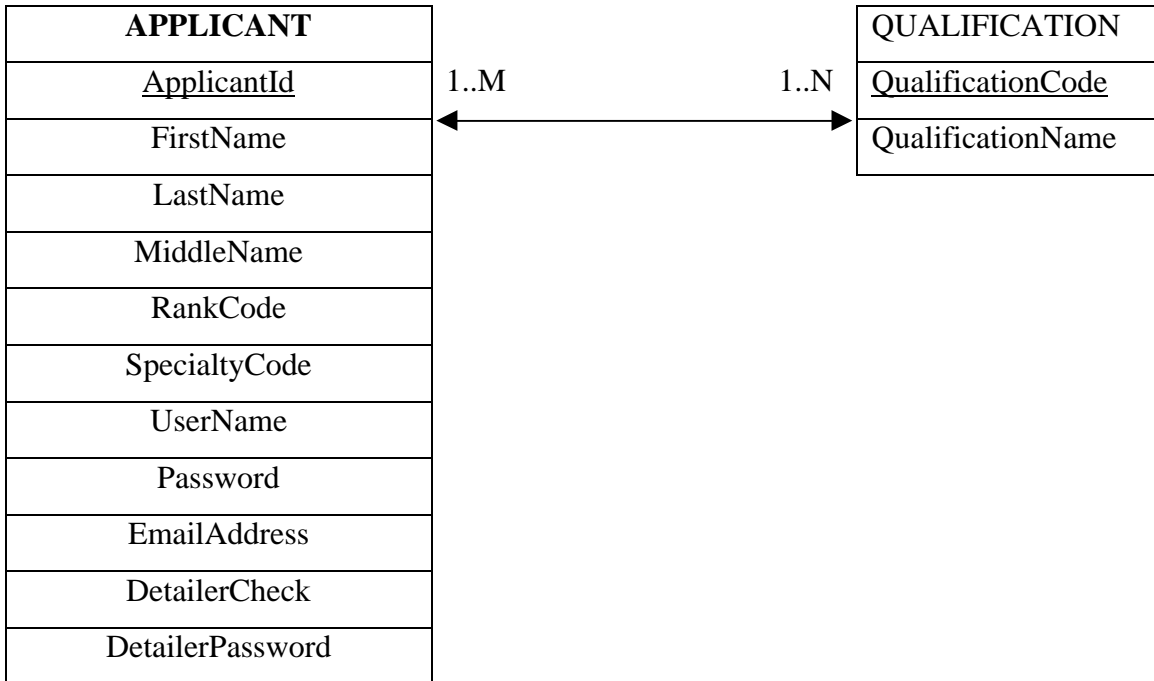 APPLICANT
ApplicantId
FirstName
LastName
MiddleName
RankCode
SpecialtyCode
UserName
Password
EmailAddress
DetailerCheck
DetailerPassword
1..M
1..N
QUALIFICATION
QualificationCode
QualificationName